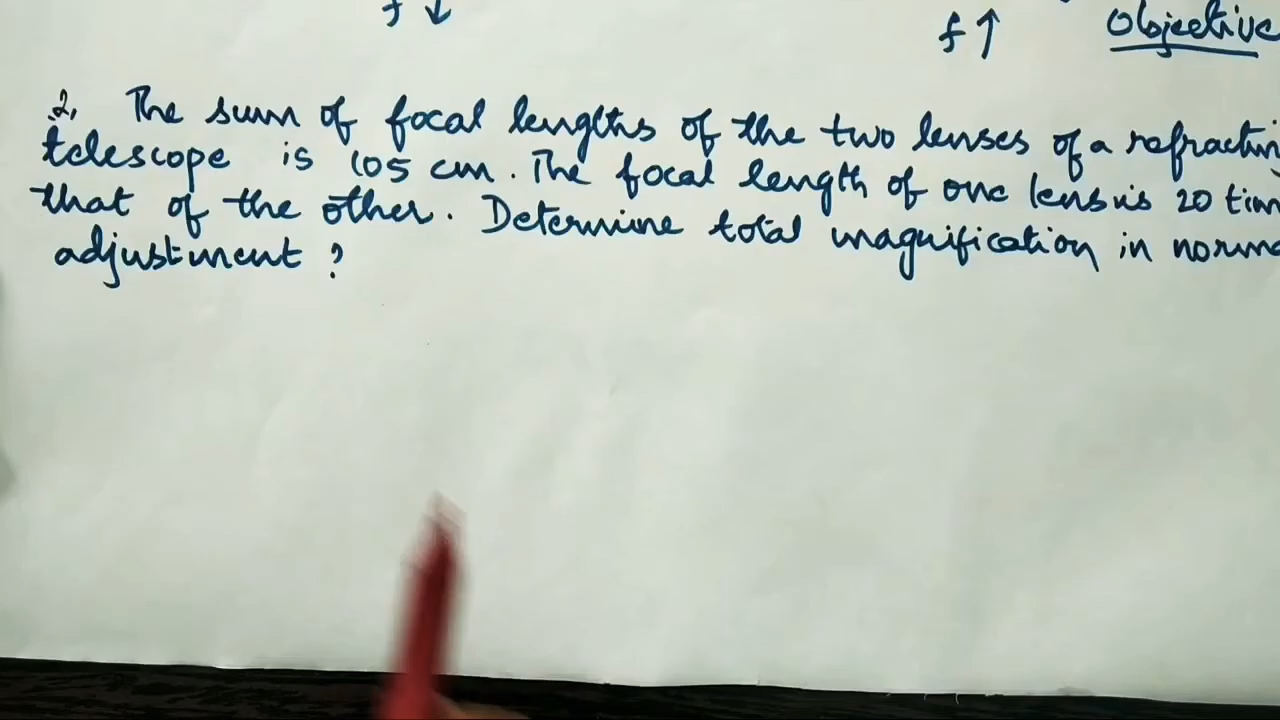 f ↓
f ↑ Objective
2. The sum of focal lengths of the two lenses of a refractin
telescope is 105 cm. The focal length of one lens is 20 tim
that of the other. Determine total magnification in norma
adjustment ?